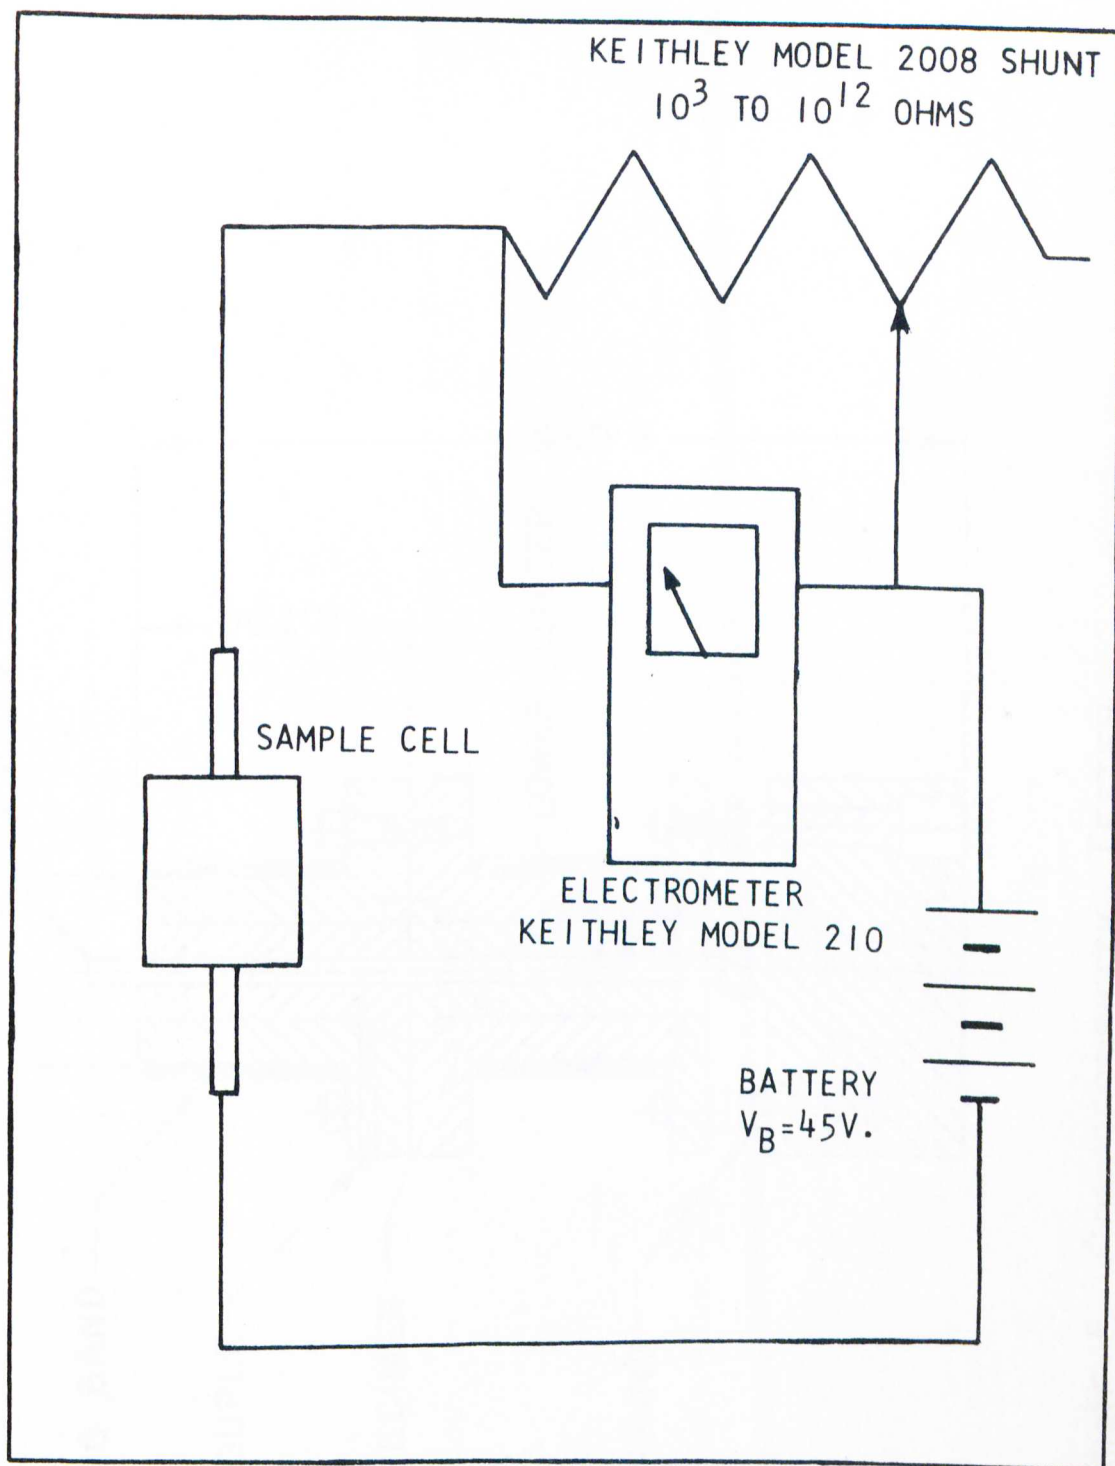 KEITHLEY MODEL 2008 SHUNT
10³ TO 10¹² OHMS
SAMPLE CELL
ELECTROMETER
KEITHLEY MODEL 210
BATTERY
V_B=45V.